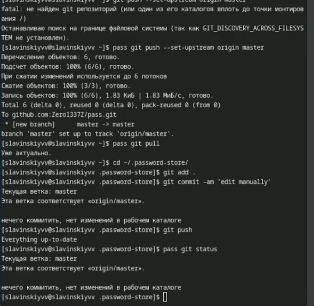 fatal: не найден git репозиторий (или один из его каталогов вплоть до точки монтиров
ания /)
Останавливаю поиск на границе файловой системы (так как GIT_DISCOVERY_ACROSS_FILESYS
TEM не установлен).
[slavinskiyvv@slavinskiyvv ~]$ pass git push --set-upstream origin master
Перечисление объектов: 6, готово.
Подсчет объектов: 100% (6/6), готово.
При сжатии изменений используется до 6 потоков
Сжатие объектов: 100% (3/3), готово.
Запись объектов: 100% (6/6), 1.83 КиБ | 1.83 МиБ/с, готово.
Total 6 (delta 0), reused 0 (delta 0), pack-reused 0 (from 0)
To github.com:Zero1337Z/pass.git
* [new branch] master -> master
branch 'master' set up to track 'origin/master'.
[slavinskiyvv@slavinskiyvv ~]$ pass git pull
Уже актуально.
[slavinskiyvv@slavinskiyvv ~]$ cd ~/.password-store/
[slavinskiyvv@slavinskiyvv .password-store]$ git add .
[slavinskiyvv@slavinskiyvv .password-store]$ git commit -am 'edit manually'
Текущая ветка: master
Эта ветка соответствует «origin/master».
нечего коммитить, нет изменений в рабочем каталоге
[slavinskiyvv@slavinskiyvv .password-store]$ git push
Everything up-to-date
[slavinskiyvv@slavinskiyvv .password-store]$ pass git status
Текущая ветка: master
Эта ветка соответствует «origin/master».
нечего коммитить, нет изменений в рабочем каталоге
[slavinskiyvv@slavinskiyvv .password-store]$